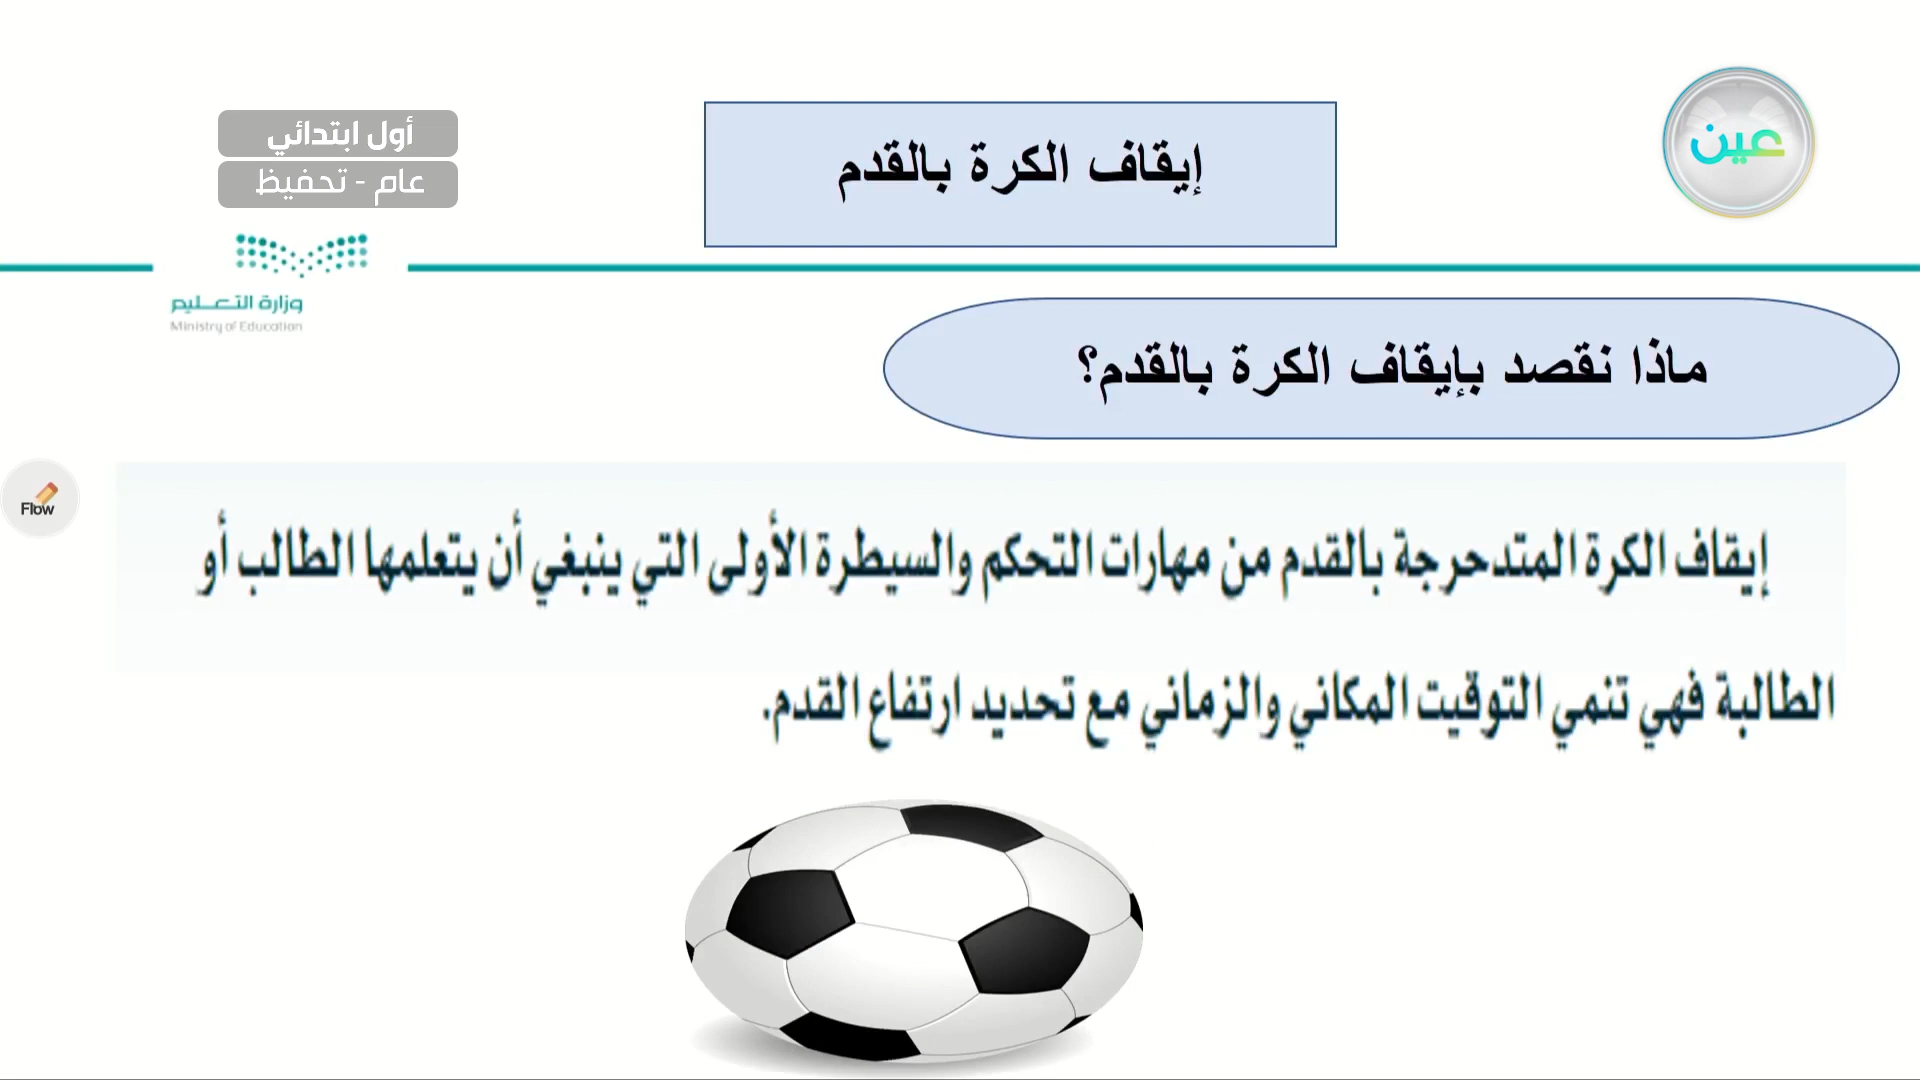 أول ابتدائي
عام - تحفيظ
إيقاف الكرة بالقدم
عين
وزارة التعليم
Ministry of Education
ماذا نقصد بإيقاف الكرة بالقدم؟
Flow
إيقاف الكرة المتدحرجة بالقدم من مهارات التحكم والسيطرة الأولى التي ينبغي أن يتعلمها الطالب أو
الطالبة فهي تنمي التوقيت المكاني والزماني مع تحديد ارتفاع القدم.